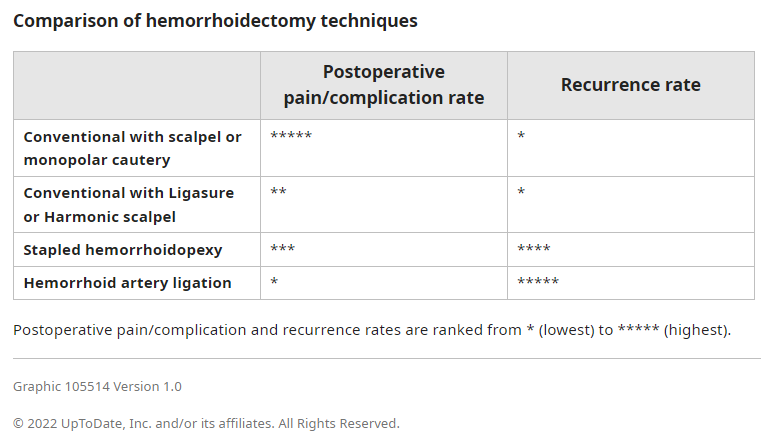 Comparison of hemorrhoidectomy techniques
Postoperative
pain/complication rate
Recurrence rate
Conventional with scalpel or
monopolar cautery
*****
*
Conventional with Ligasure
or Harmonic scalpel
**
*
Stapled hemorrhoidopexy
***
****
Hemorrhoid artery ligation
*
*****
Postoperative pain/complication and recurrence rates are ranked from * (lowest) to ***** (highest).
Graphic 105514 Version 1.0
© 2022 UpToDate, Inc. and/or its affiliates. All Rights Reserved.